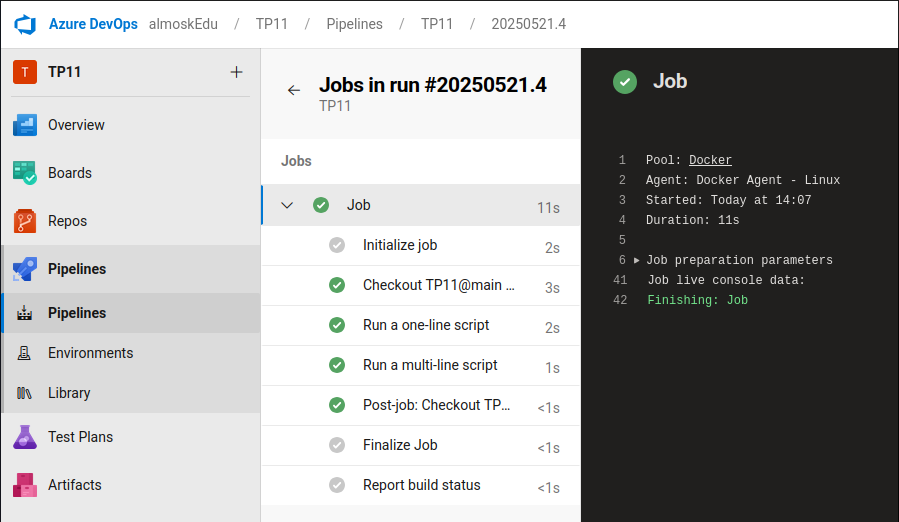 Azure DevOps almoskEdu / TP11 / Pipelines / TP11 / 20250521.4
T TP11 +
Overview
Boards
Repos
Pipelines
Pipelines
Environments
Library
Test Plans
Artifacts
Jobs in run #20250521.4
TP11
Jobs
Job 11s
Initialize job 2s
Checkout TP11@main ... 3s
Run a one-line script 2s
Run a multi-line script 1s
Post-job: Checkout TP... <1s
Finalize Job <1s
Report build status <1s
Job
1 Pool: Docker
2 Agent: Docker Agent - Linux
3 Started: Today at 14:07
4 Duration: 11s
5
6 Job preparation parameters
41 Job live console data:
42 Finishing: Job